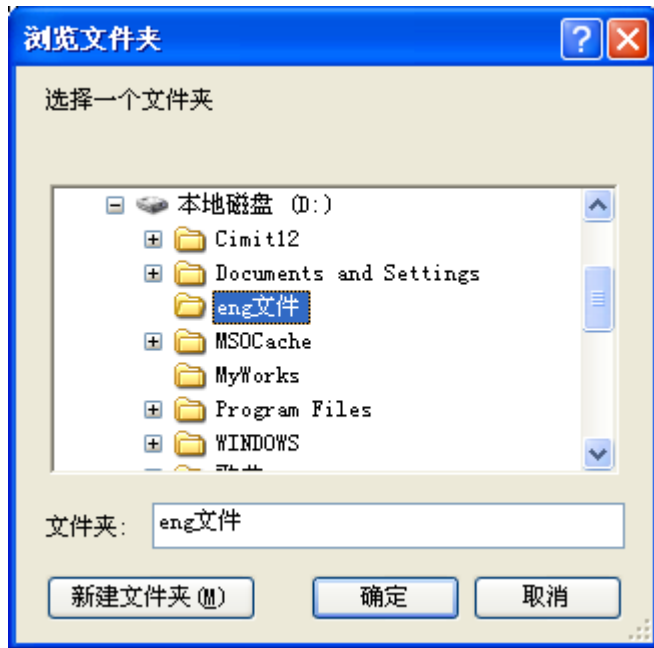 浏览文件夹
选择一个文件夹
本地磁盘 (D:)
Cimit12
Documents and Settings
eng文件
MSOCache
MyWorks
Program Files
WINDOWS
文件夹: eng文件
新建文件夹(M) 确定 取消